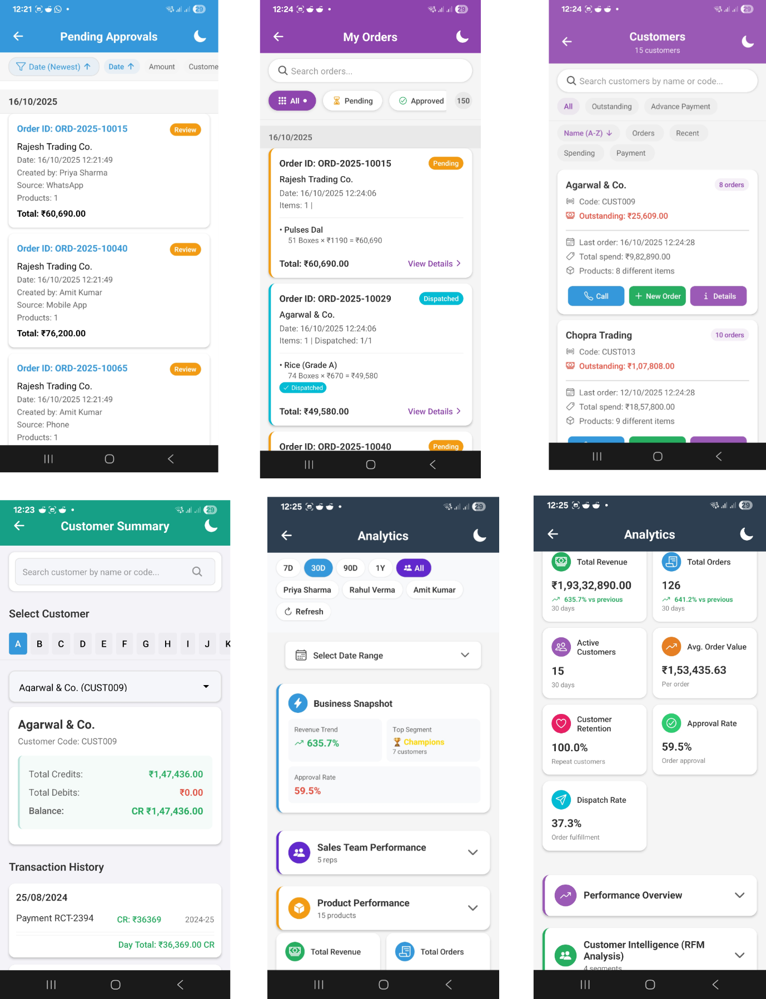 12:21
29
Pending Approvals
Date (Newest)
Date
Amount
Custome
16/10/2025
Order ID: ORD-2025-10015
Review
Rajesh Trading Co.
Date: 16/10/2025 12:21:49
Created by: Priya Sharma
Source: WhatsApp
Products: 1
Total: ₹60,690.00
Order ID: ORD-2025-10040
Review
Rajesh Trading Co.
Date: 16/10/2025 12:21:49
Created by: Amit Kumar
Source: Mobile App
Products: 1
Total: ₹76,200.00
Order ID: ORD-2025-10065
Review
Rajesh Trading Co.
Date: 16/10/2025 12:21:49
Created by: Amit Kumar
Source: Phone
Products: 1
12:24
29
My Orders
Search orders...
All •
Pending
Approved
150
16/10/2025
Order ID: ORD-2025-10015
Pending
Rajesh Trading Co.
Date: 16/10/2025 12:24:06
Items: 1 |
• Pulses Dal
51 Boxes × ₹1190 = ₹60,690
Total: ₹60,690.00
View Details
Order ID: ORD-2025-10029
Dispatched
Agarwal & Co.
Date: 16/10/2025 12:24:06
Items: 1 | Dispatched: 1/1
• Rice (Grade A)
74 Boxes × ₹670 = ₹49,580
✓ Dispatched
Total: ₹49,580.00
View Details
Order ID: ORD-2025-10040
Pending
12:24
29
Customers
15 customers
Search customers by name or code...
All
Outstanding
Advance Payment
Name (A-Z)
Orders
Recent
Spending
Payment
Agarwal & Co.
8 orders
Code: CUST009
Outstanding: ₹25,609.00
Last order: 16/10/2025 12:24:28
Total spend: ₹9,82,890.00
Products: 8 different items
Call
New Order
Details
Chopra Trading
10 orders
Code: CUST013
Outstanding: ₹1,07,808.00
Last order: 12/10/2025 12:24:28
Total spend: ₹18,57,800.00
Products: 9 different items
12:23
29
Customer Summary
Search customer by name or code...
Select Customer
A B C D E F G H I J K
Agarwal & Co. (CUST009)
Agarwal & Co.
Customer Code: CUST009
Total Credits: ₹1,47,436.00
Total Debits: ₹0.00
Balance: CR ₹1,47,436.00
Transaction History
25/08/2024
Payment RCT-2394 CR: ₹36369 2024-25
Day Total: ₹36,369.00 CR
12:25
29
Analytics
7D
30D
90D
1Y
All
Priya Sharma
Rahul Verma
Amit Kumar
Refresh
Select Date Range
Business Snapshot
Revenue Trend
635.7%
Top Segment
Champions
7 customers
Approval Rate
59.5%
Sales Team Performance
5 reps
Product Performance
15 products
Total Revenue
Total Orders
12:25
29
Analytics
Total Revenue
₹1,93,32,890.00
635.7% vs previous
30 days
Total Orders
126
641.2% vs previous
30 days
Active
Customers
15
30 days
Avg. Order Value
₹1,53,435.63
Per order
Customer
Retention
100.0%
Repeat customers
Approval Rate
59.5%
Order approval
Dispatch Rate
37.3%
Order fulfillment
Performance Overview
Customer Intelligence (RFM
Analysis)
4 segments